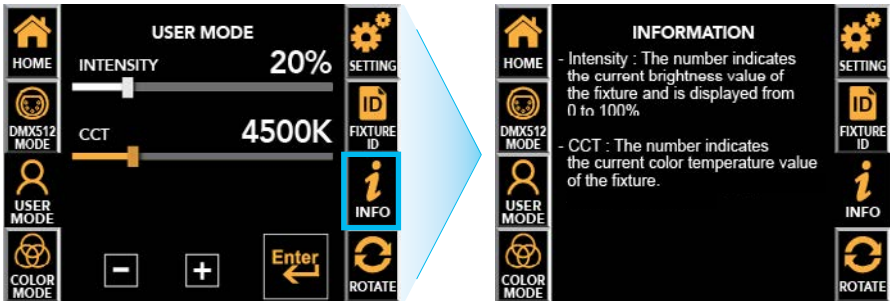 USER MODE
HOME
INTENSITY 20%
SETTING
DMX512
MODE
CCT 4500K
ID
FIXTURE
ID
USER
MODE
i
INFO
COLOR
MODE
-
+
Enter
ROTATE
INFORMATION
HOME
- Intensity : The number indicates
the current brightness value of
the fixture and is displayed from
0 to 100%
SETTING
DMX512
MODE
ID
FIXTURE
ID
- CCT : The number indicates
the current color temperature value
of the fixture.
USER
MODE
i
INFO
COLOR
MODE
ROTATE